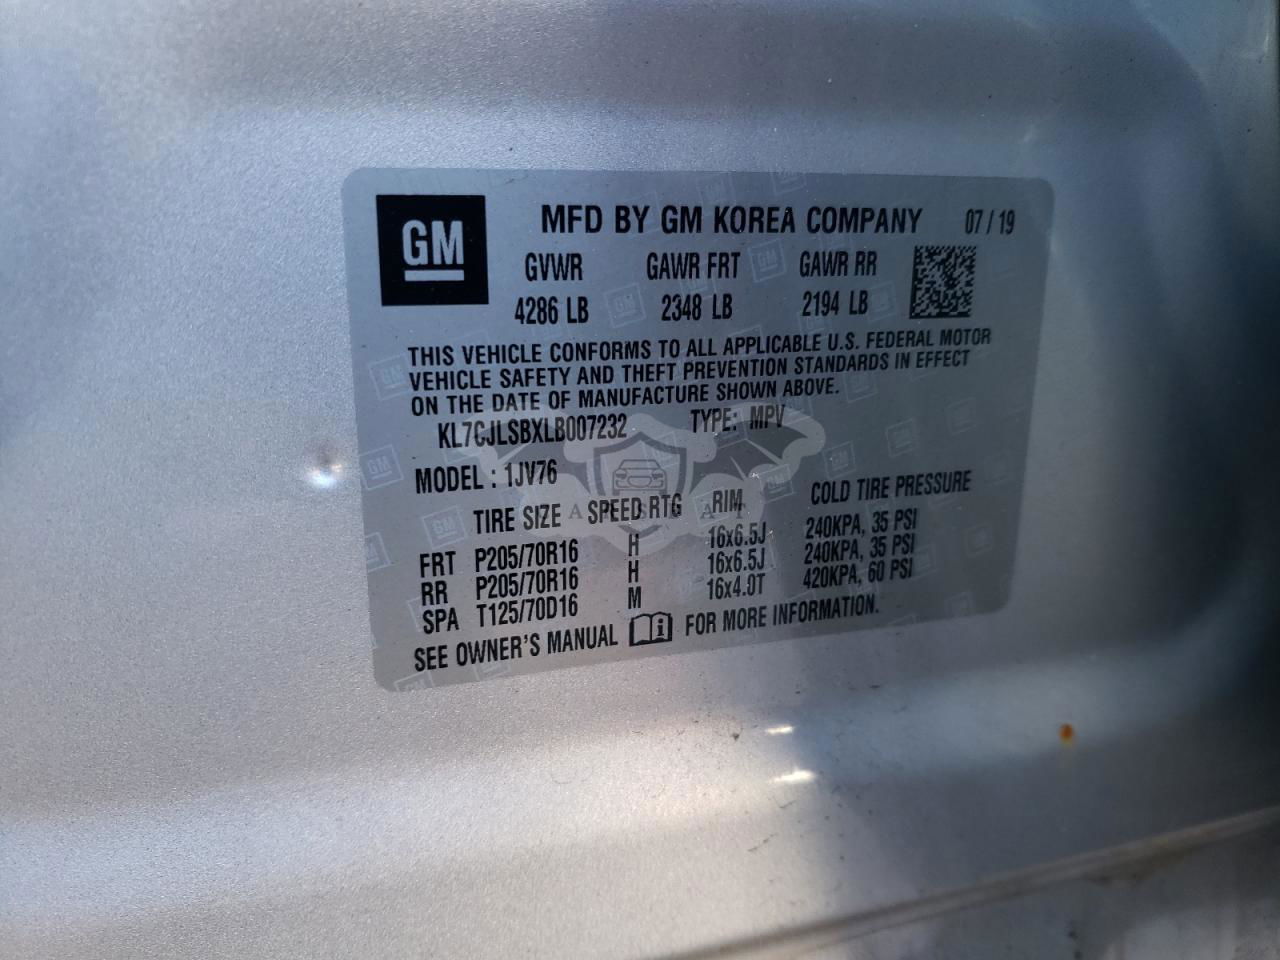 GM
MFD BY GM KOREA COMPANY 07/19
GVWR GAWR FRT GAWR RR
4286 LB 2348 LB 2194 LB
THIS VEHICLE CONFORMS TO ALL APPLICABLE U.S. FEDERAL MOTOR
VEHICLE SAFETY AND THEFT PREVENTION STANDARDS IN EFFECT
ON THE DATE OF MANUFACTURE SHOWN ABOVE.
KL7CJLSBXLB007232 TYPE: MPV
MODEL : 1JV76
TIRE SIZE SPEED RTG RIM COLD TIRE PRESSURE
FRT P205/70R16 H 16x6.5J 240KPA, 35 PSI
RR P205/70R16 H 16x6.5J 240KPA, 35 PSI
SPA T125/70D16 M 16x4.0T 420KPA, 60 PSI
SEE OWNER'S MANUAL FOR MORE INFORMATION.